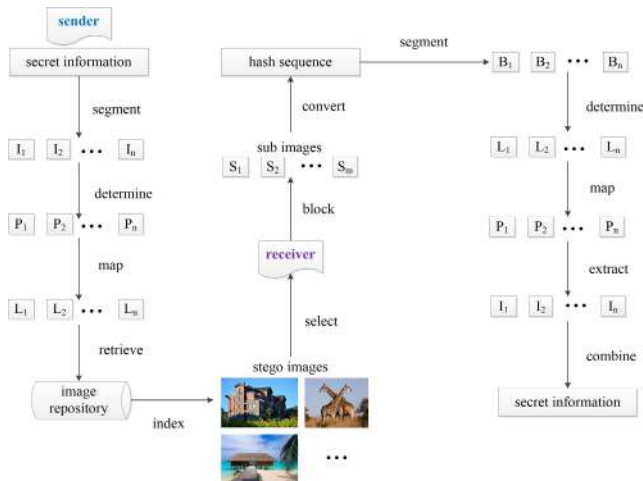 sender
secret information
segment
I1 I2 ••• In
determine
P1 P2 ••• Pn
map
L1 L2 ••• Ln
retrieve
image
repository
index
hash sequence
convert
sub images
S1 S2 ••• Sm
block
receiver
select
stego images
•••
segment
B1 B2 ••• Bn
determine
L1 L2 ••• Ln
map
P1 P2 ••• Pn
extract
I1 I2 ••• In
combine
secret information